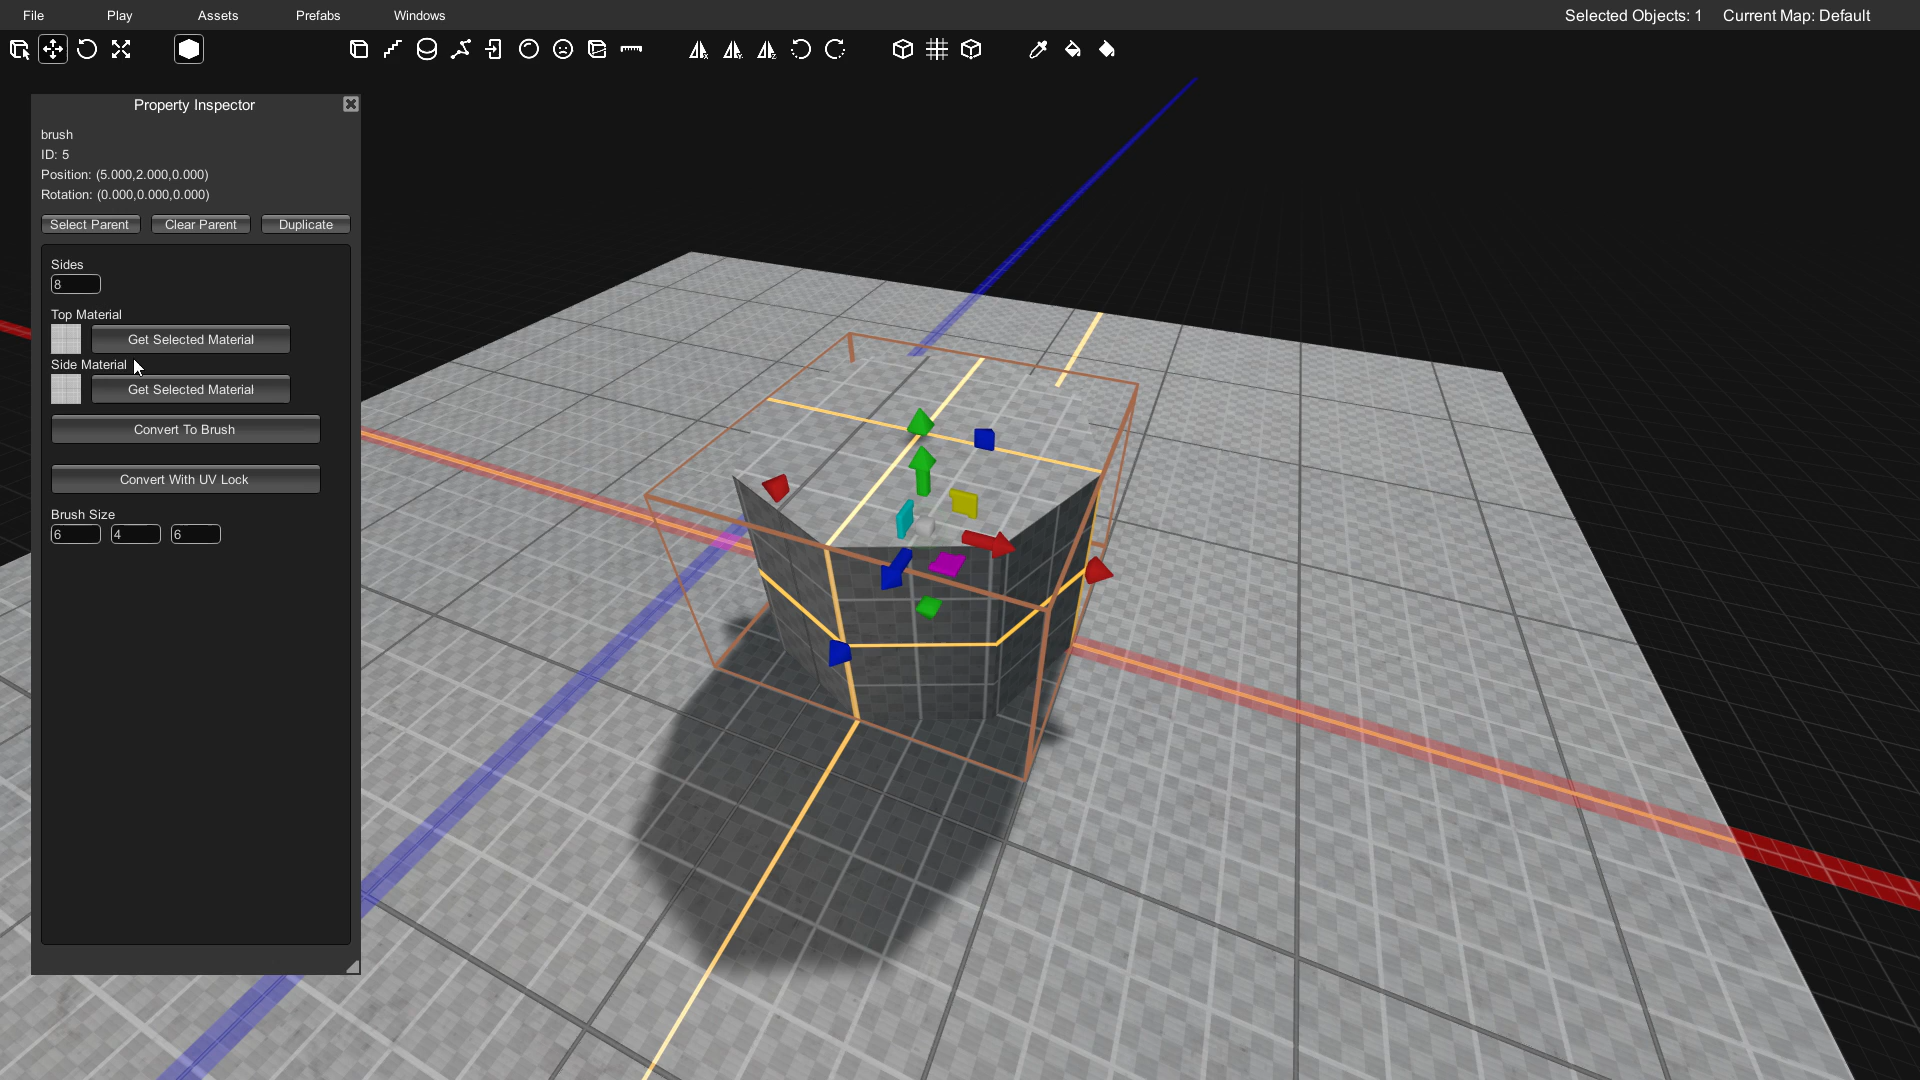 File Play Assets Prefabs Windows Selected Objects: 1 Current Map: Default
Property Inspector
brush
ID: 5
Position: (5.000,2.000,0.000)
Rotation: (0.000,0.000,0.000)
Select Parent Clear Parent Duplicate
Sides
8
Top Material
Get Selected Material
Side Material
Get Selected Material
Convert To Brush
Convert With UV Lock
Brush Size
6 4 6